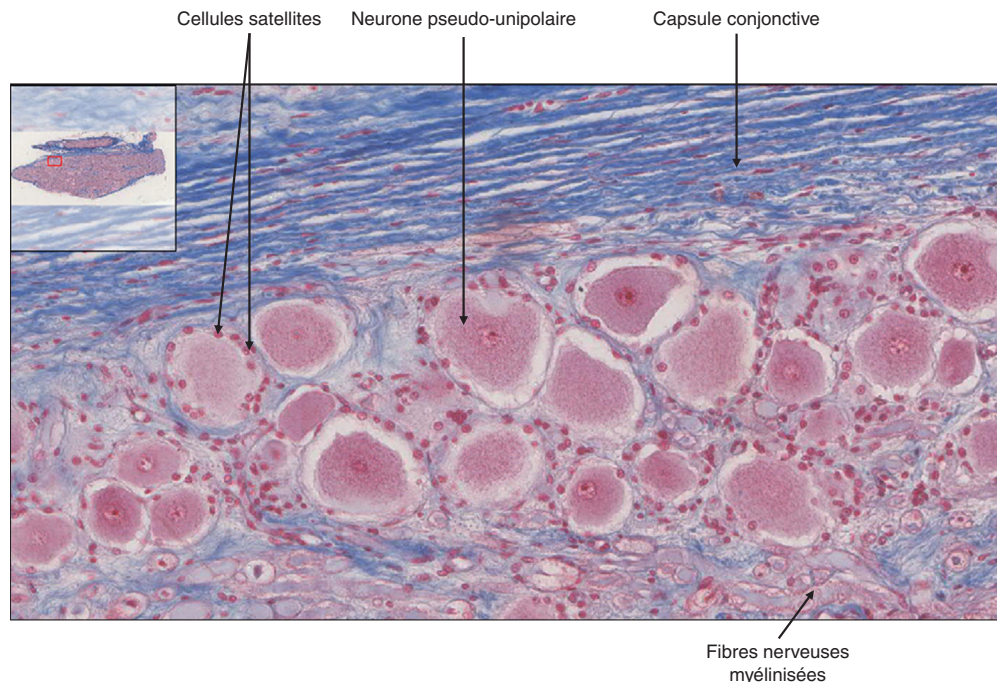 Cellules satellites
Neurone pseudo-unipolaire
Capsule conjonctive
Fibres nerveuses
myélinisées